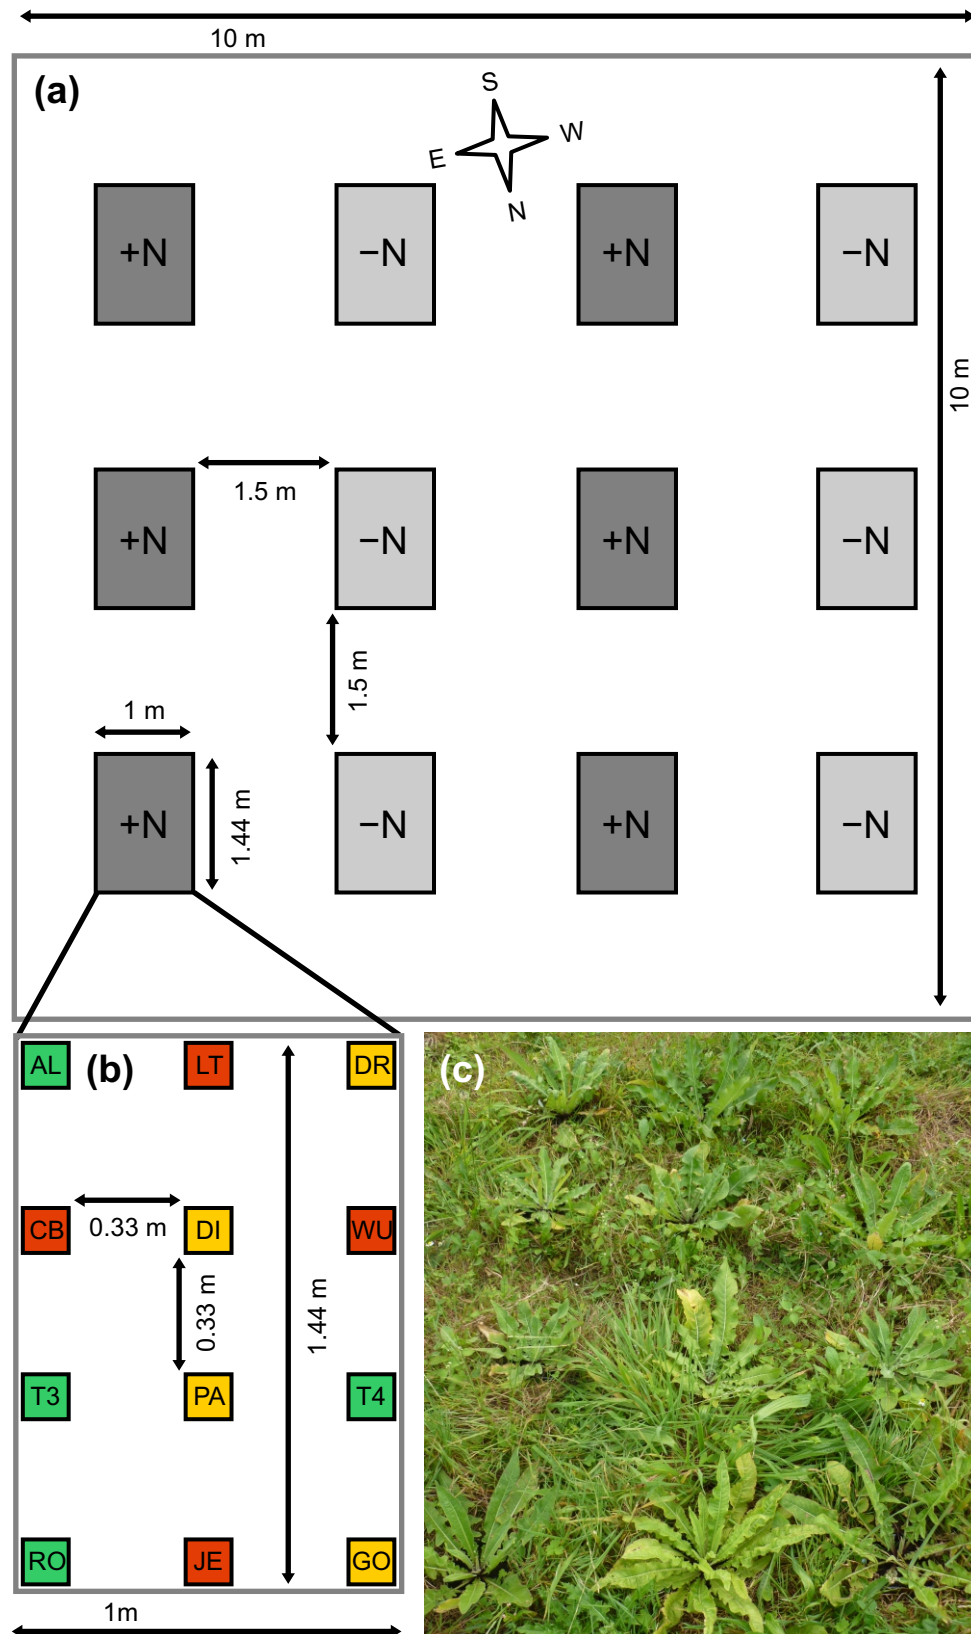 10 m
(a)
S
W
E
N
+N −N +N −N
10 m
+N −N +N −N
1.5 m
1.5 m
1 m
+N −N +N −N
1.44 m
AL (b) LT DR
(c)
CB 0.33 m DI WU
0.33 m
1.44 m
T3 PA T4
RO JE GO
1m